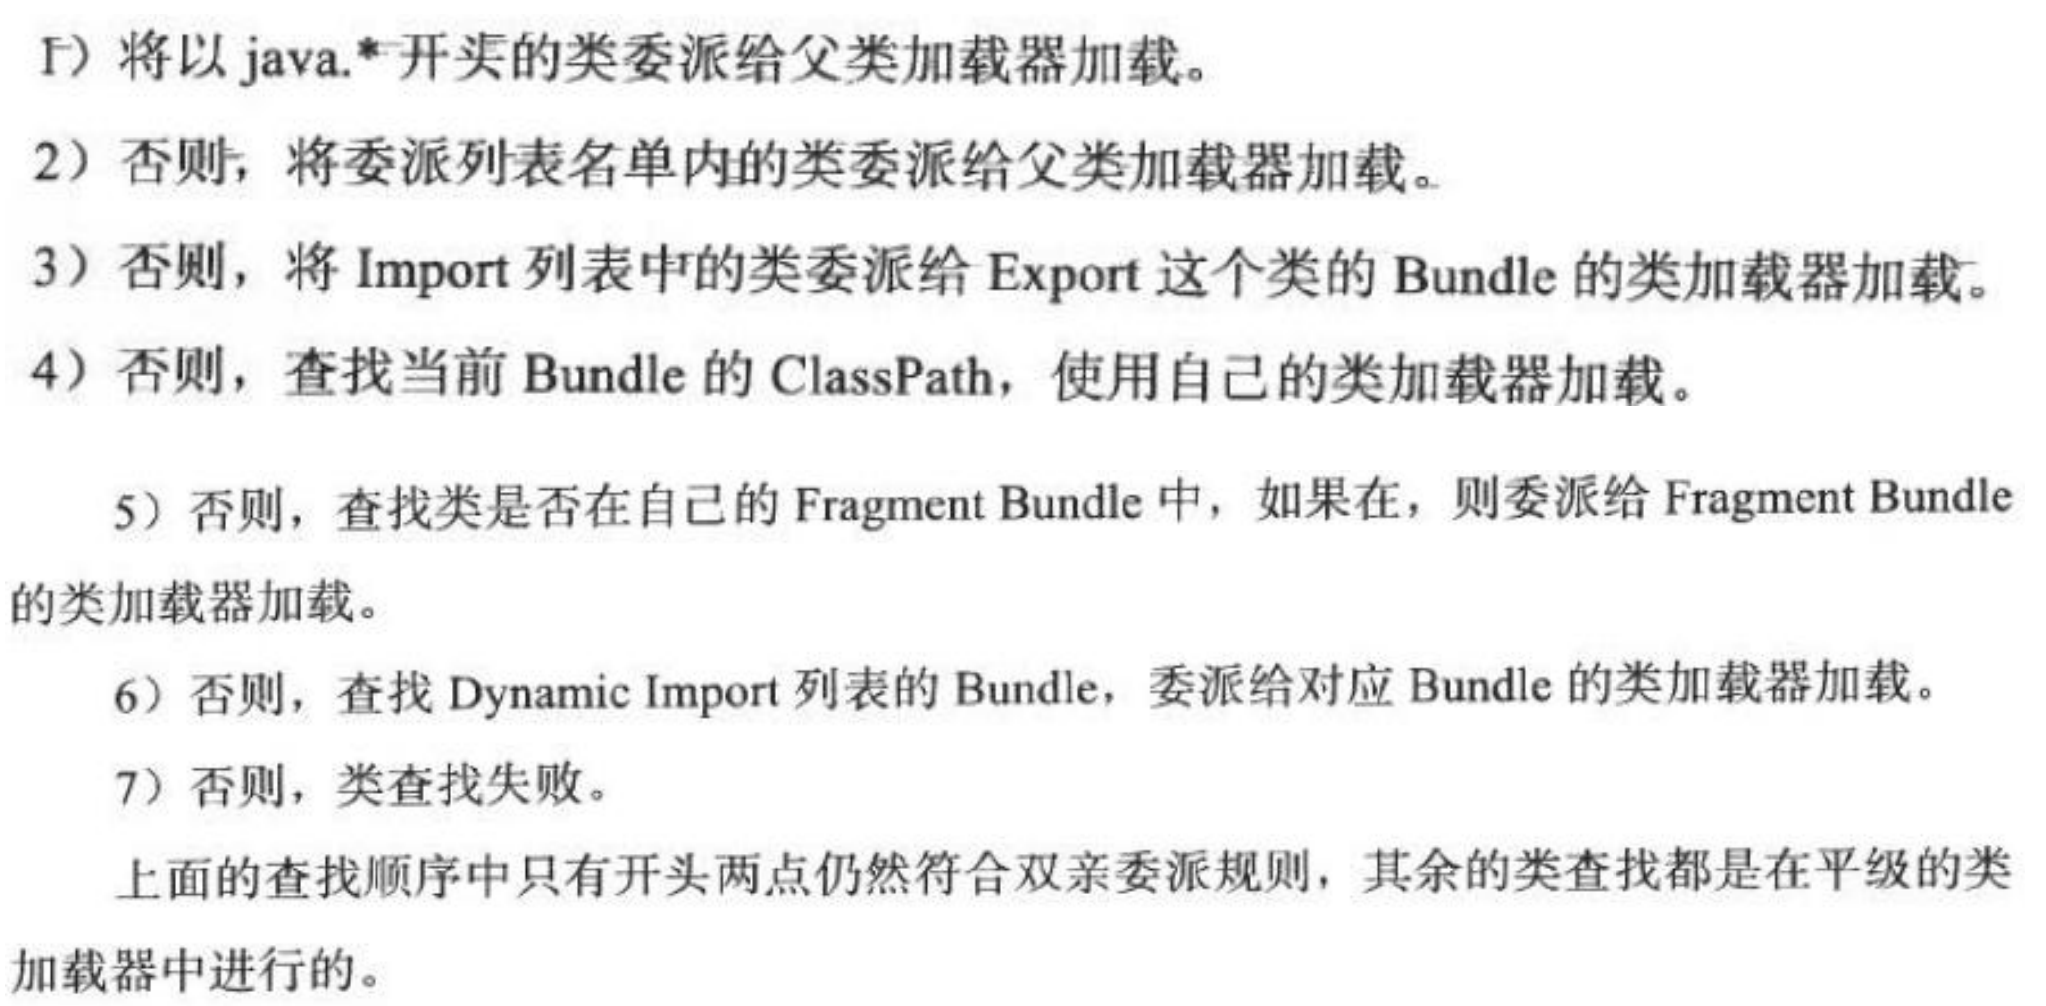 1）将以 java.* 开头的类委派给父类加载器加载。
2）否则，将委派列表名单内的类委派给父类加载器加载。
3）否则，将 Import 列表中的类委派给 Export 这个类的 Bundle 的类加载器加载。
4）否则，查找当前 Bundle 的 ClassPath，使用自己的类加载器加载。
5）否则，查找类是否在自己的 Fragment Bundle 中，如果在，则委派给 Fragment Bundle
的类加载器加载。
6）否则，查找 Dynamic Import 列表的 Bundle，委派给对应 Bundle 的类加载器加载。
7）否则，类查找失败。
上面的查找顺序中只有开头两点仍然符合双亲委派规则，其余的类查找都是在平级的类
加载器中进行的。